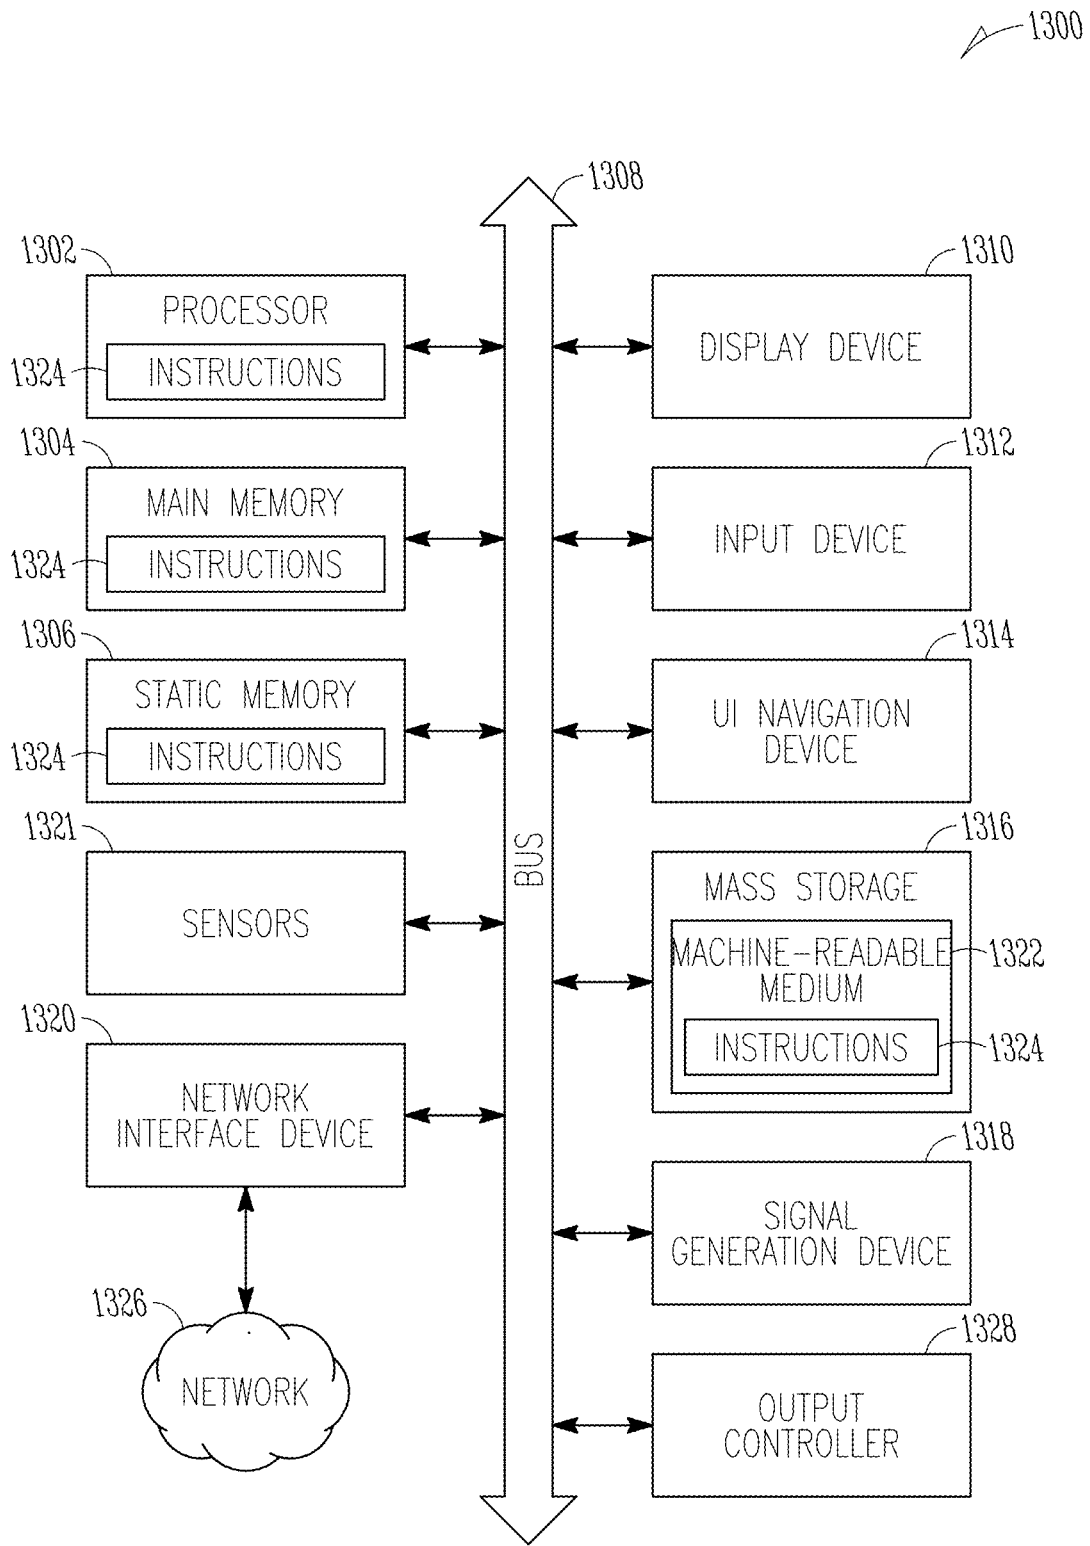 1300
1308
1302
PROCESSOR
1324
INSTRUCTIONS
1304
MAIN MEMORY
1324
INSTRUCTIONS
1306
STATIC MEMORY
1324
INSTRUCTIONS
1321
SENSORS
1320
NETWORK
INTERFACE DEVICE
1326
NETWORK
BUS
1310
DISPLAY DEVICE
1312
INPUT DEVICE
1314
UI NAVIGATION
DEVICE
1316
MASS STORAGE
MACHINE-READABLE
MEDIUM
1322
INSTRUCTIONS
1324
1318
SIGNAL
GENERATION DEVICE
1328
OUTPUT
CONTROLLER